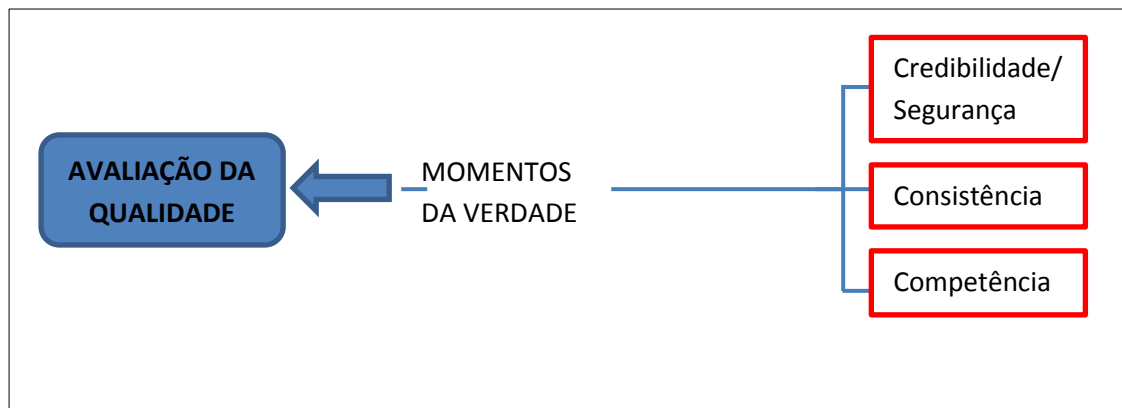 AVALIAÇÃO DA
QUALIDADE
MOMENTOS
DA VERDADE
Credibilidade/
Segurança
Consistência
Competência